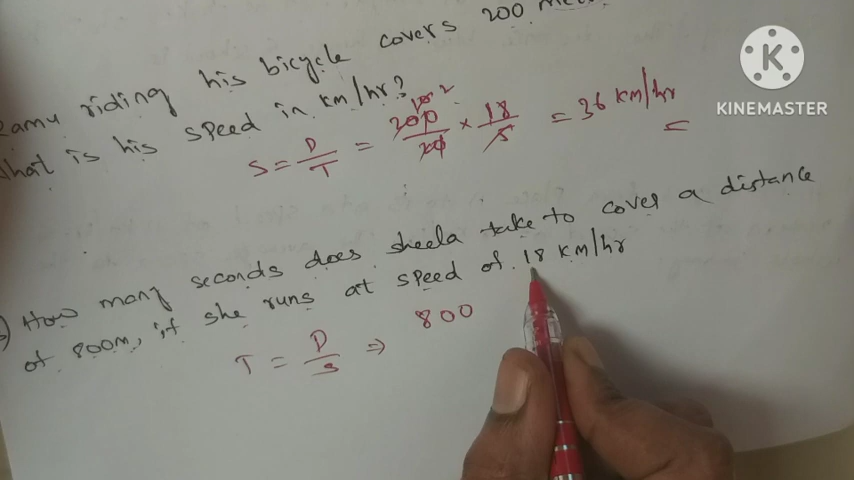 riding his bicycle covers 200
what is his speed in km/hr?
S = D/T = 200/20 × 18/5 = 36 km/hr
How many seconds does sheela take to cover a distance
of 800m, if she runs at speed of 18 km/hr
T = D/S ⇒ 800
K
KINEMASTER